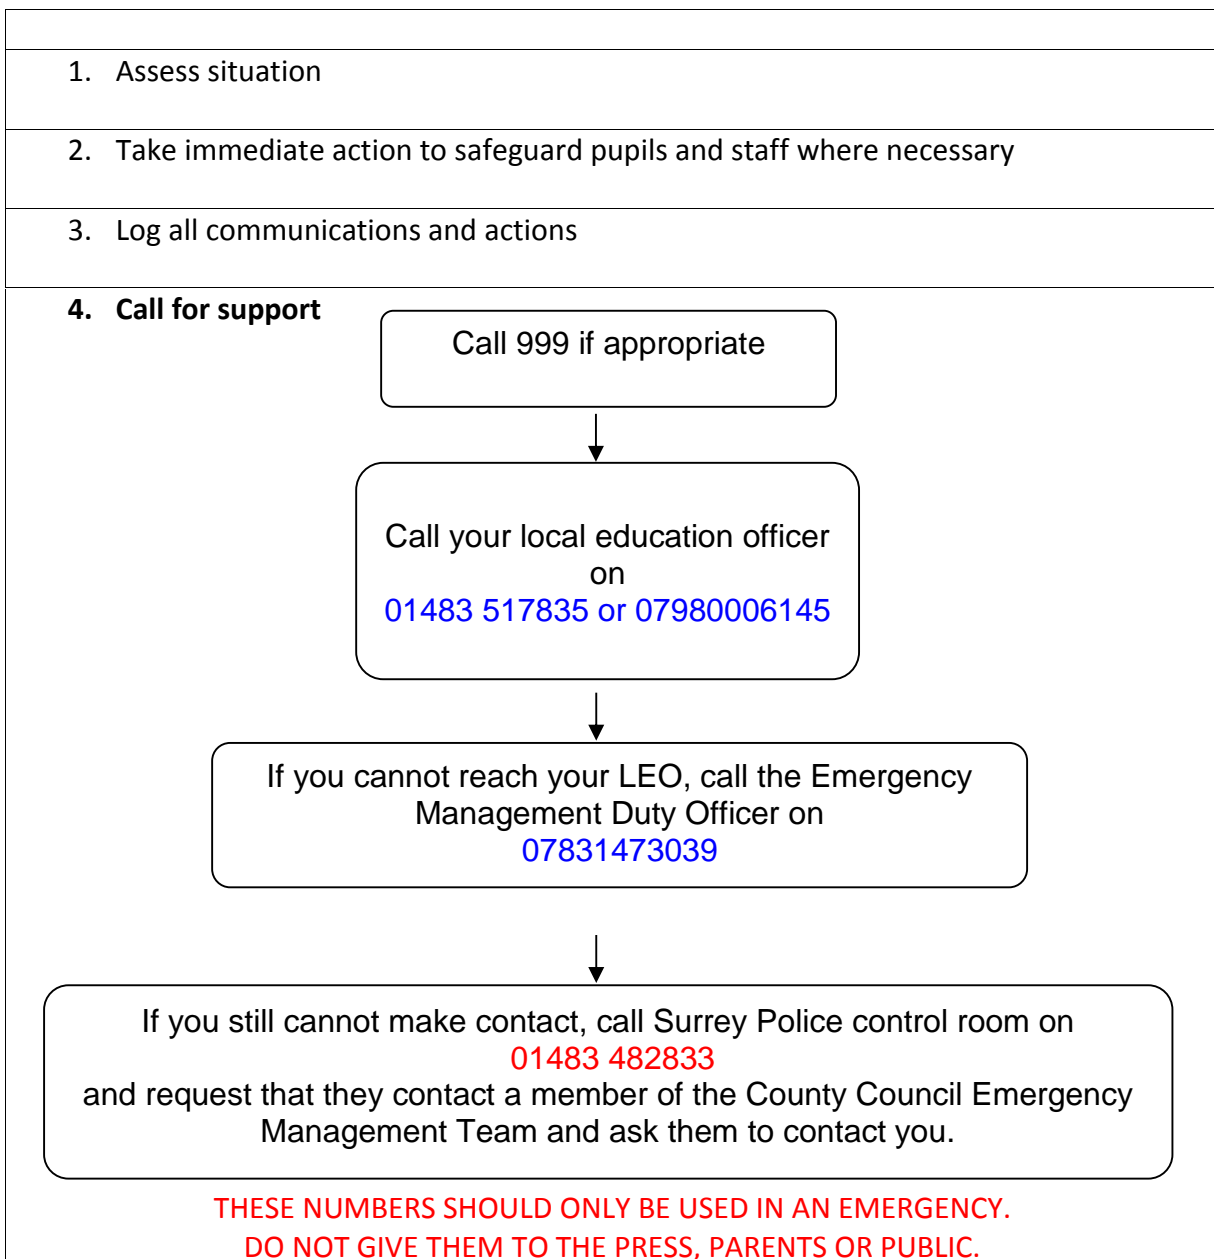 1. Assess situation
2. Take immediate action to safeguard pupils and staff where necessary
3. Log all communications and actions
4. Call for support
Call 999 if appropriate
Call your local education officer
on
01483 517835 or 07980006145
If you cannot reach your LEO, call the Emergency
Management Duty Officer on
07831473039
If you still cannot make contact, call Surrey Police control room on
01483 482833
and request that they contact a member of the County Council Emergency
Management Team and ask them to contact you.
THESE NUMBERS SHOULD ONLY BE USED IN AN EMERGENCY.
DO NOT GIVE THEM TO THE PRESS, PARENTS OR PUBLIC.